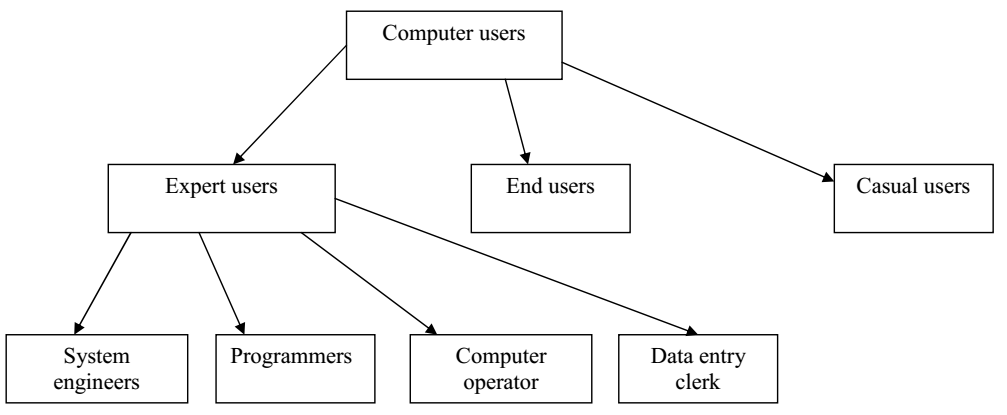 Computer users
Expert users
End users
Casual users
System
engineers
Programmers
Computer
operator
Data entry
clerk